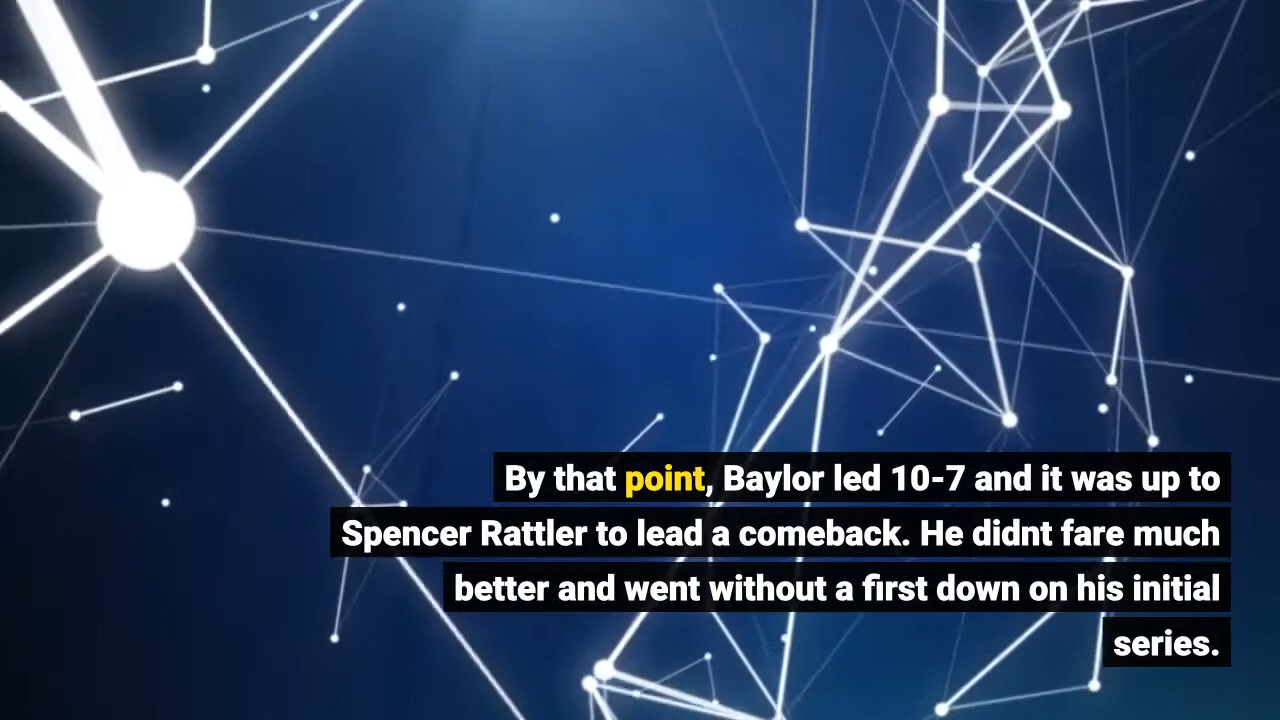 By that point, Baylor led 10-7 and it was up to
Spencer Rattler to lead a comeback. He didnt fare much
better and went without a first down on his initial
series.